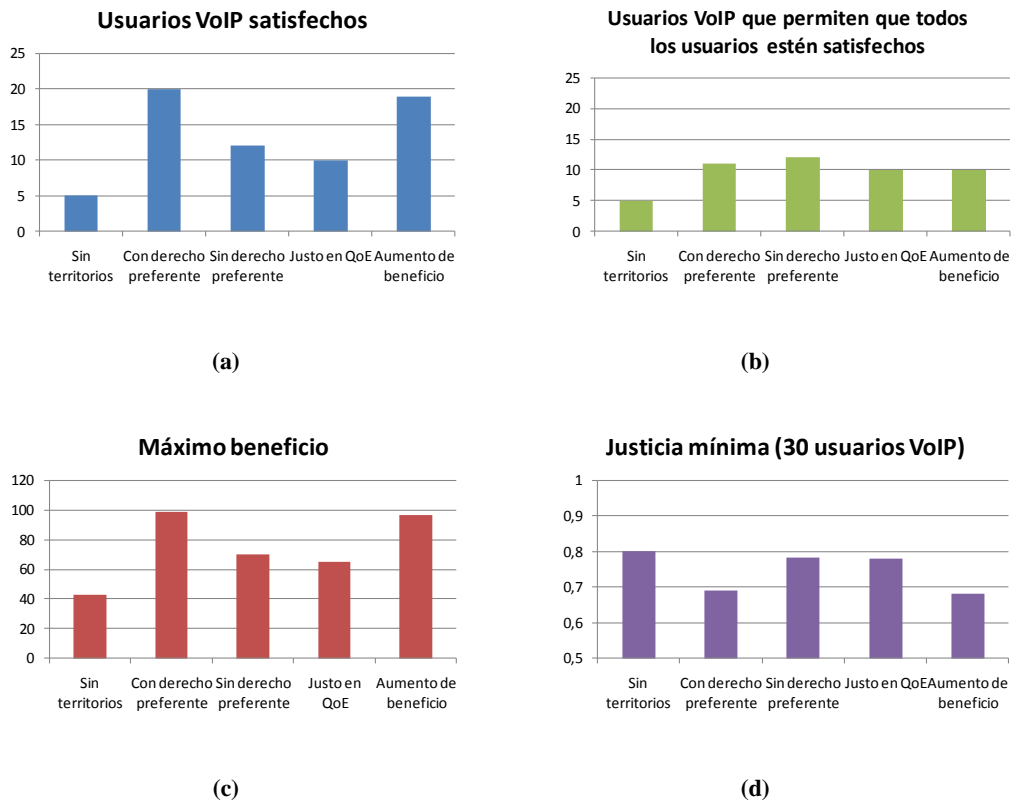 Usuarios VoIP satisfechos
25
20
15
10
5
0
Sin territorios
Con derecho preferente
Sin derecho preferente
Justo en QoE
Aumento de beneficio
(a)
Usuarios VoIP que permiten que todos
los usuarios estén satisfechos
25
20
15
10
5
0
Sin territorios
Con derecho preferente
Sin derecho preferente
Justo en QoE
Aumento de beneficio
(b)
Máximo beneficio
120
100
80
60
40
20
0
Sin territorios
Con derecho preferente
Sin derecho preferente
Justo en QoE
Aumento de beneficio
(c)
Justicia mínima (30 usuarios VoIP)
1
0,9
0,8
0,7
0,6
0,5
Sin territorios
Con derecho preferente
Sin derecho preferente
Justo en QoE
Aumento de beneficio
(d)